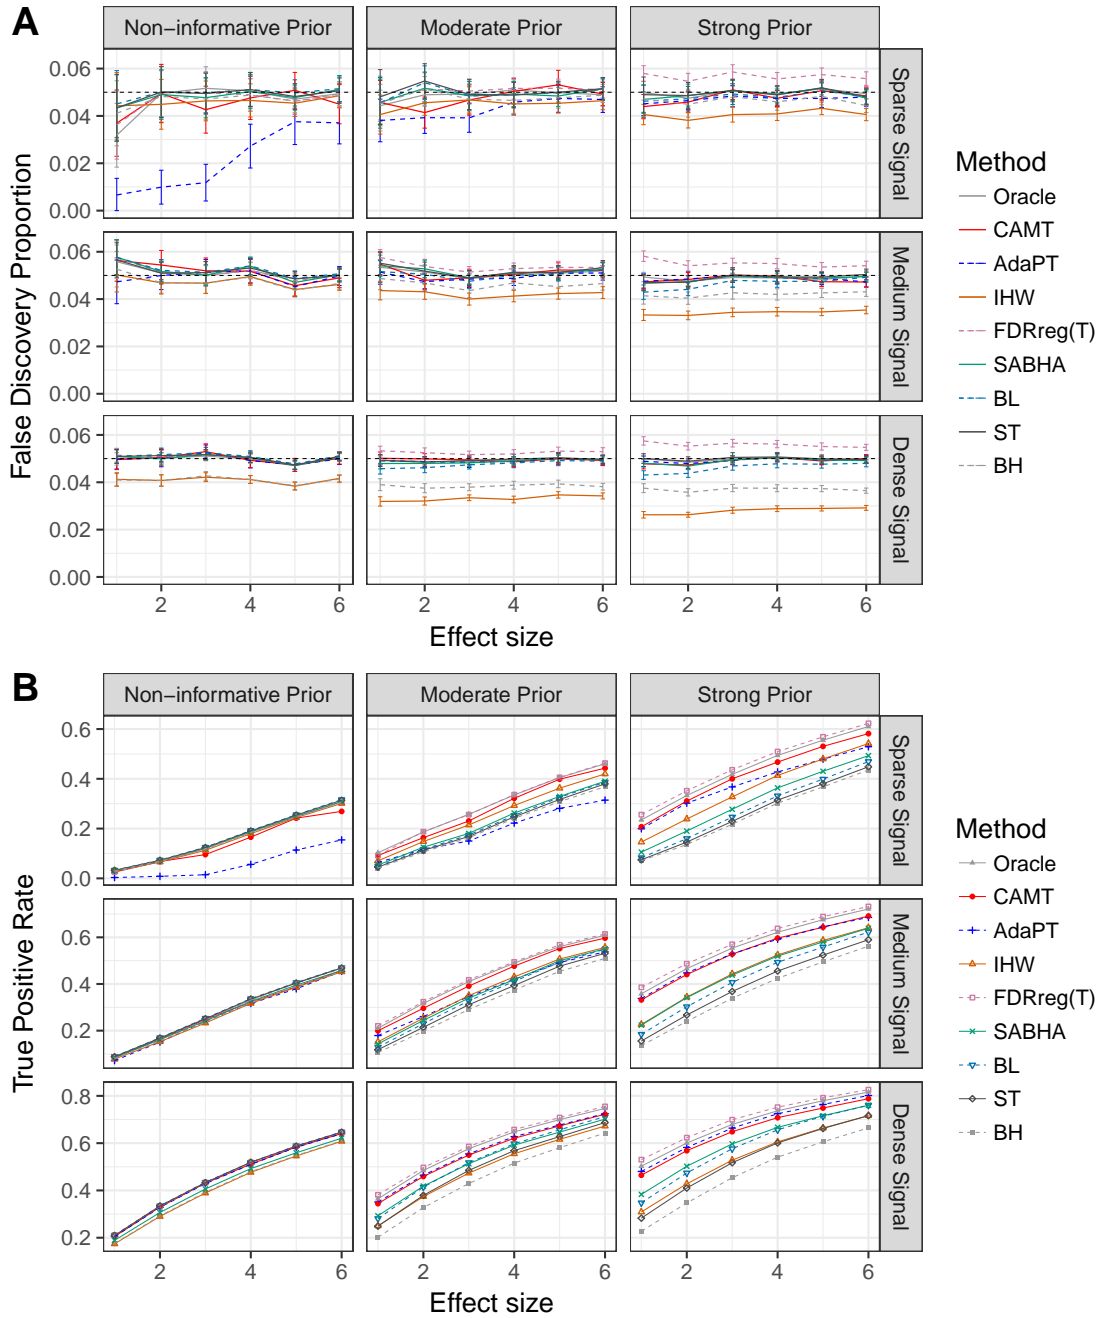 A
Non−informative Prior
Moderate Prior
Strong Prior
False Discovery Proportion
0.06
0.04
0.02
0.00
Sparse Signal
0.06
0.04
0.02
0.00
Medium Signal
0.06
0.04
0.02
0.00
Dense Signal
2 4 6
2 4 6
2 4 6
Effect size
Method
Oracle
CAMT
AdaPT
IHW
FDRreg(T)
SABHA
BL
ST
BH
B
Non−informative Prior
Moderate Prior
Strong Prior
True Positive Rate
0.6
0.4
0.2
0.0
Sparse Signal
0.6
0.4
0.2
Medium Signal
0.8
0.6
0.4
0.2
Dense Signal
2 4 6
2 4 6
2 4 6
Effect size
Method
Oracle
CAMT
AdaPT
IHW
FDRreg(T)
SABHA
BL
ST
BH